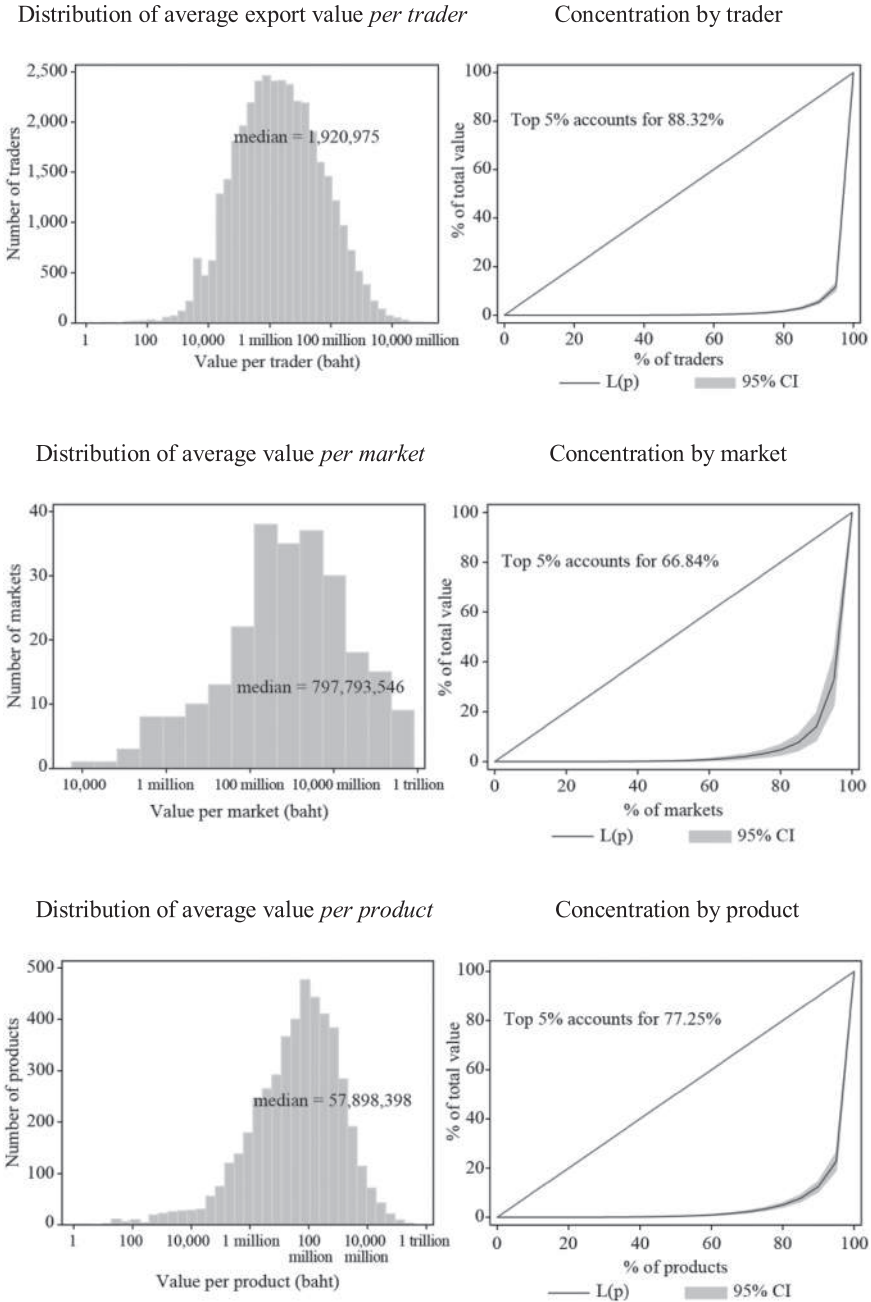 Distribution of average export value per trader
Concentration by trader
2,500
2,000
1,500
1,000
500
0
Number of traders
median = 1,920,975
1 100 10,000 1 million 100 million 10,000 million
Value per trader (baht)
100
80
60
40
20
0
% of total value
Top 5% accounts for 88.32%
0 20 40 60 80 100
% of traders
L(p) 95% CI
Distribution of average value per market
Concentration by market
40
30
20
10
0
Number of markets
median = 797,793,546
10,000 1 million 100 million 10,000 million 1 trillion
Value per market (baht)
100
80
60
40
20
0
% of total value
Top 5% accounts for 66.84%
0 20 40 60 80 100
% of markets
L(p) 95% CI
Distribution of average value per product
Concentration by product
500
400
300
200
100
0
Number of products
median = 57,898,398
1 100 10,000 1 million 100 million 10,000 million 1 trillion
Value per product (baht)
100
80
60
40
20
0
% of total value
Top 5% accounts for 77.25%
0 20 40 60 80 100
% of products
L(p) 95% CI